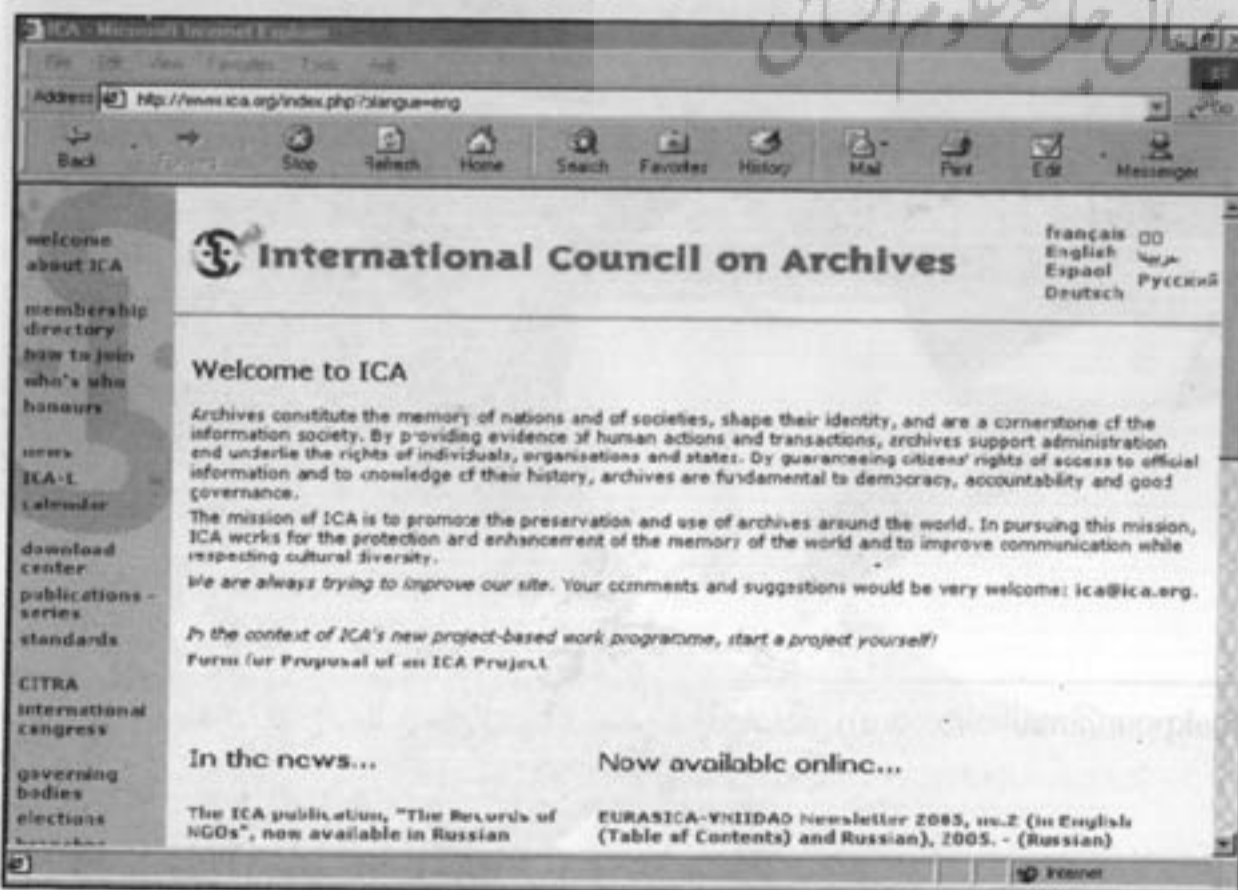 ICA - Microsoft Internet Explorer
File Edit View Favorites Tools Help
Address http://www.ica.org/index.php?plangue=eng
Back Stop Refresh Home Search Favorites History Mail Print Edit Messenger
welcome
about ICA
membership
directory
how to join
who's who
honours
news
ICA-L
calendar
download
center
publications -
series
standards
CITRA
international
congress
governing
bodies
elections
branches
International Council on Archives
français
English
Espaol
Deutsch
Русский
Welcome to ICA
Archives constitute the memory of nations and of societies, shape their identity, and are a cornerstone of the
information society. By providing evidence of human actions and transactions, archives support administration
and underlie the rights of individuals, organisations and states. By guaranteeing citizens' rights of access to official
information and to knowledge of their history, archives are fundamental to democracy, accountability and good
governance.
The mission of ICA is to promote the preservation and use of archives around the world. In pursuing this mission,
ICA works for the protection and enhancement of the memory of the world and to improve communication while
respecting cultural diversity.
We are always trying to improve our site. Your comments and suggestions would be very welcome: ica@ica.org.
In the context of ICA's new project-based work programme, start a project yourself!
Form for Proposal of an ICA Project
In the news...
The ICA publication, "The Records of
NGOs", now available in Russian
Now available online...
EURASICA-VNIIDAD Newsletter 2005, no.2 (in English
(Table of Contents) and Russian), 2005. - (Russian)
Internet